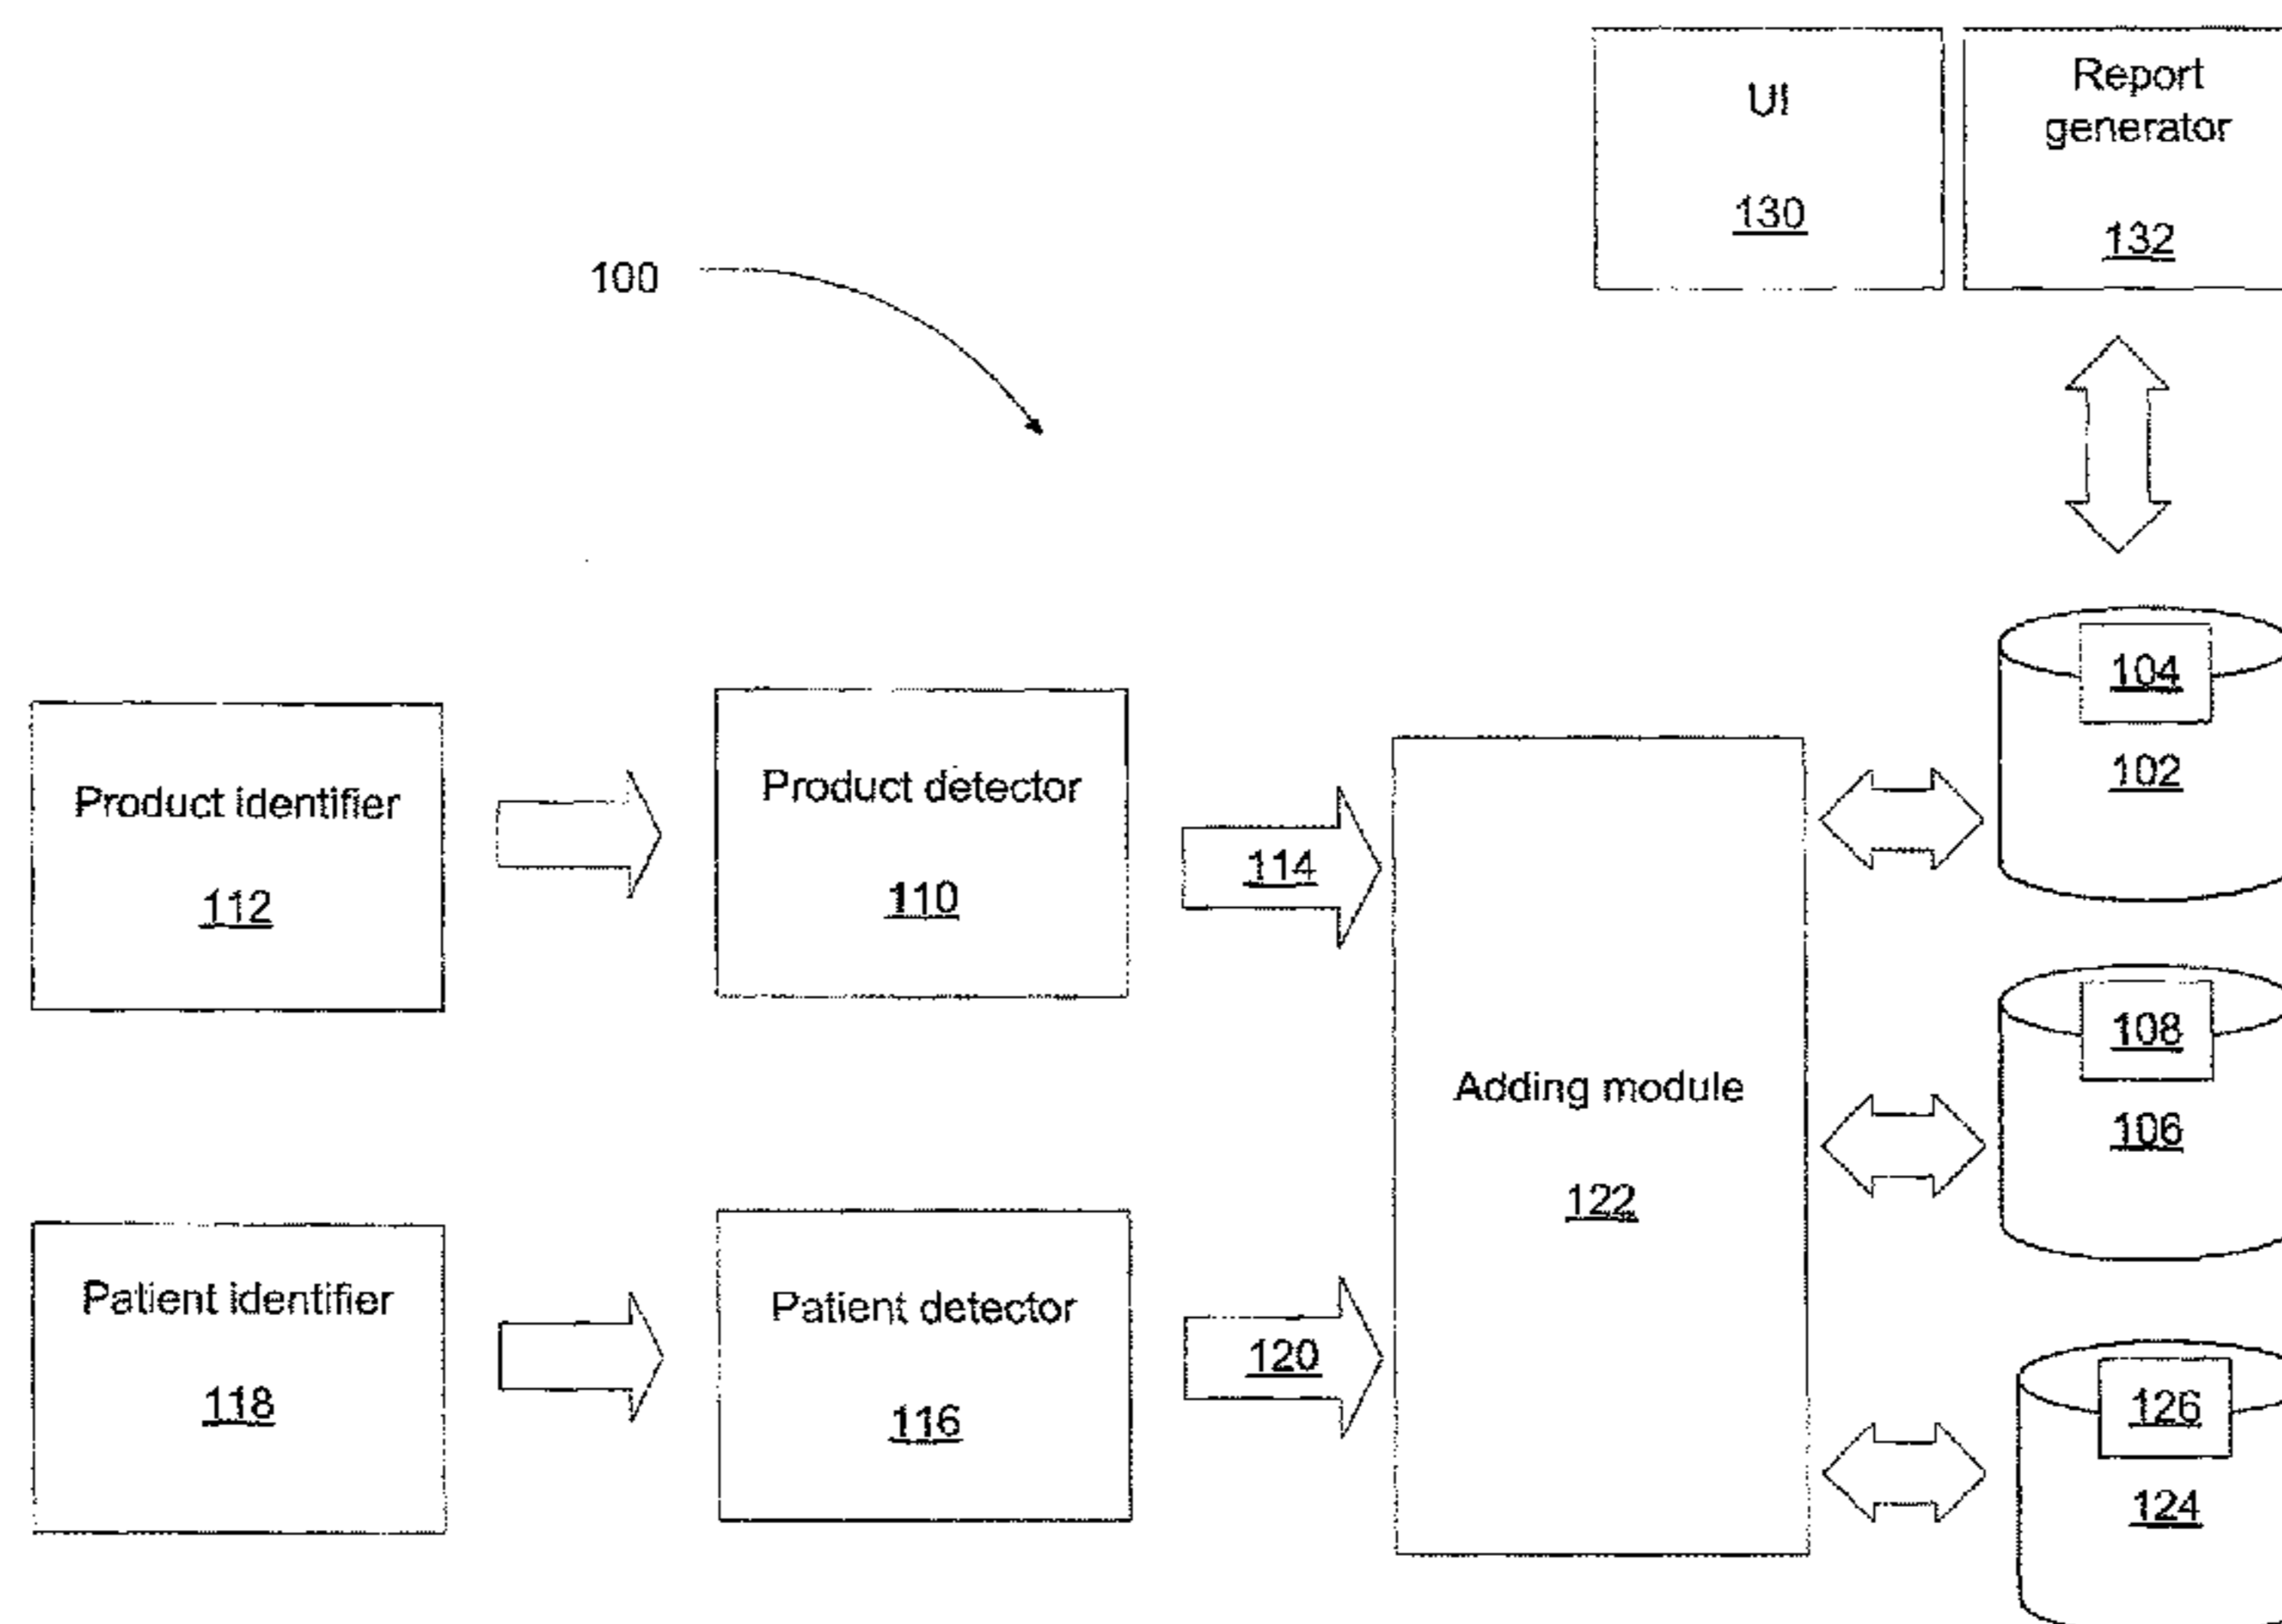 UI
130
Report
generator
132
100
104
102
Product identifier
112
Product detector
110
114
108
106
Adding module
122
Patient identifier
118
Patient detector
116
120
126
124